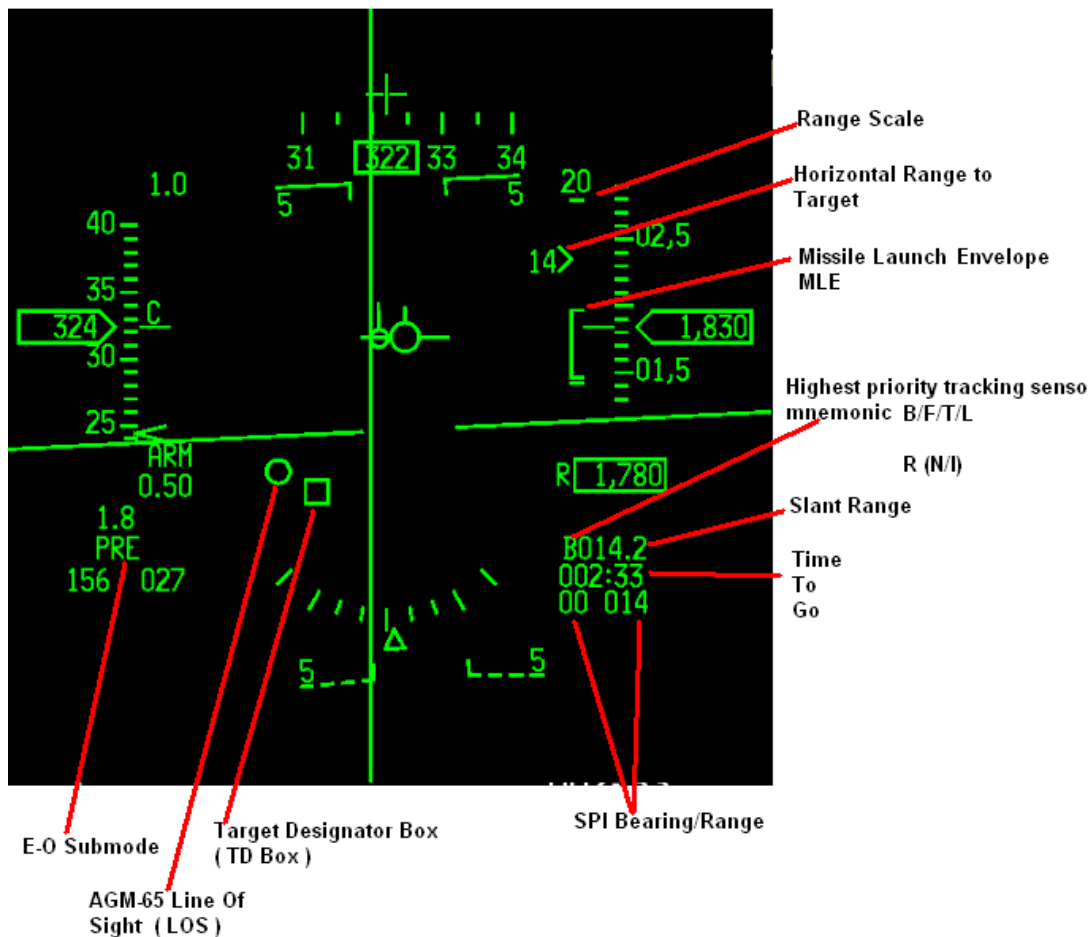 31 322 33 34
5 5
1.0
20
40
35
30
25
324
C
02,5
14
1,830
01,5
ARM
0.50
1.8
PRE
156 027
R 1,780
B014.2
002:33
00 014
5 5
Range Scale
Horizontal Range to
Target
Missile Launch Envelope
MLE
Highest priority tracking senso
mnemonic B/F/T/L
R (N/I)
Slant Range
Time
To
Go
SPI Bearing/Range
E-O Submode
Target Designator Box
( TD Box )
AGM-65 Line Of
Sight ( LOS )